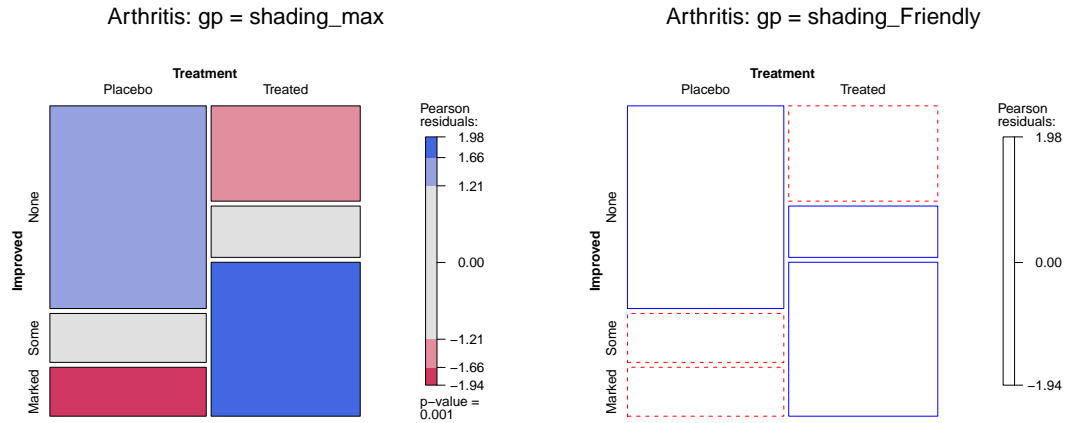 Arthritis: gp = shading_max
Treatment
Placebo Treated
Improved
None
Some
Marked
Pearson
residuals:
1.98
1.66
1.21
0.00
−1.21
−1.66
−1.94
p−value =
0.001
Arthritis: gp = shading_Friendly
Treatment
Placebo Treated
Improved
None
Some
Marked
Pearson
residuals:
1.98
0.00
−1.94